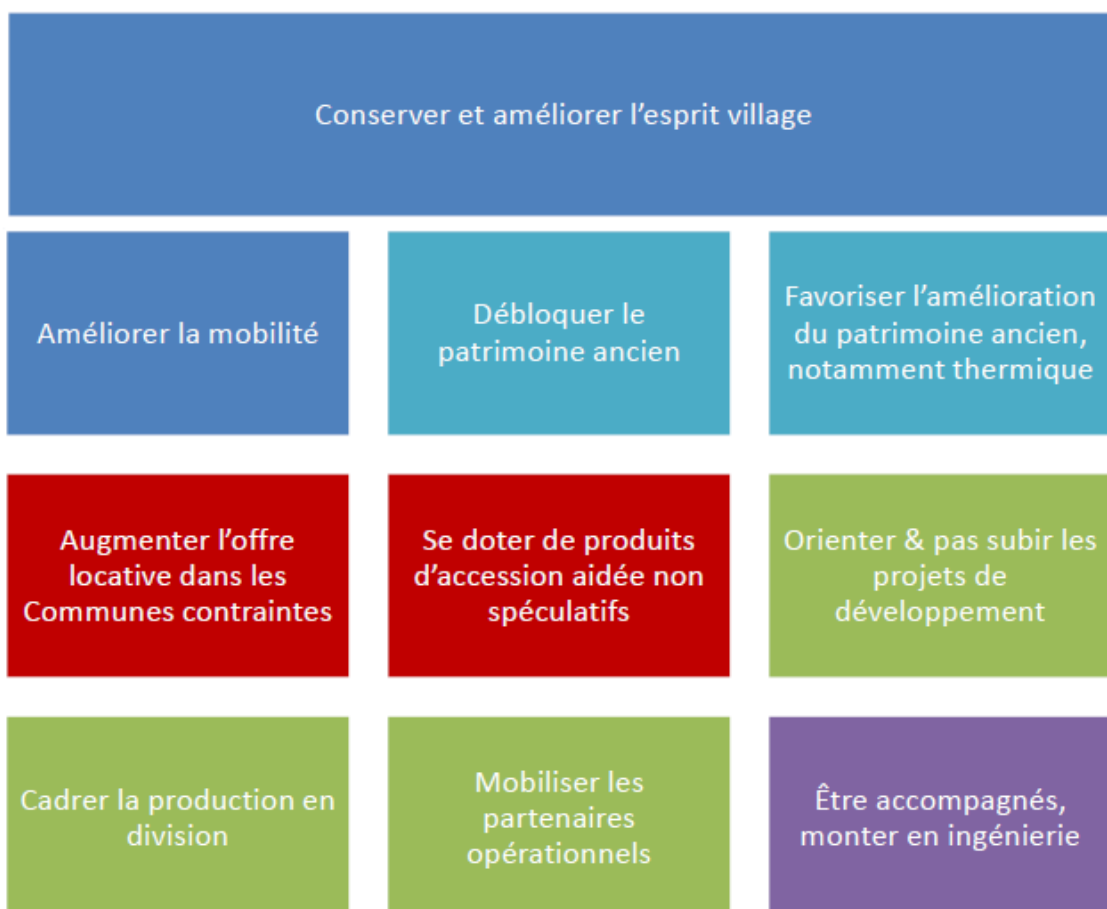 Conserver et améliorer l’esprit village
Améliorer la mobilité
Débloquer le
patrimoine ancien
Favoriser l’amélioration
du patrimoine ancien,
notamment thermique
Augmenter l’offre
locative dans les
Communes contraintes
Se doter de produits
d’accession aidée non
spéculatifs
Orienter & pas subir les
projets de
développement
Cadrer la production en
division
Mobiliser les
partenaires
opérationnels
Être accompagnés,
monter en ingénierie